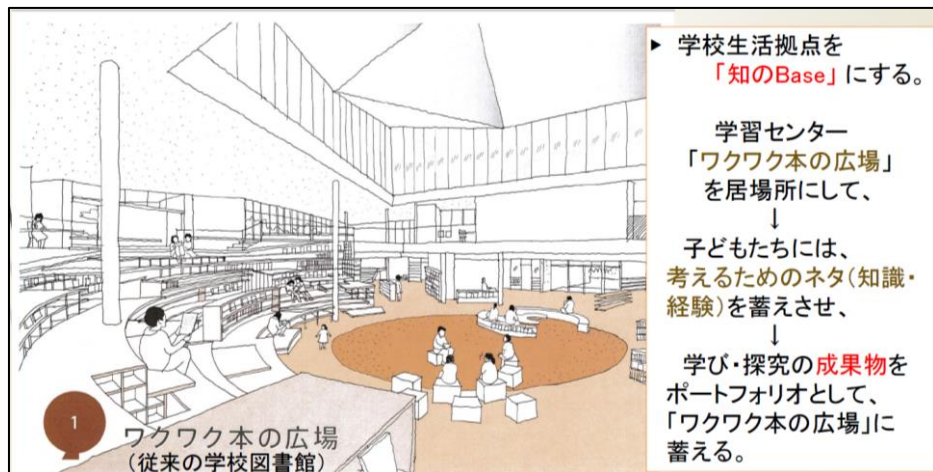 ▶ 学校生活拠点を
「知のBase」にする。
学習センター
「ワクワク本の広場」
を居場所にして、
↓
子どもたちには、
考えるためのネタ(知識・
経験)を蓄えさせ、
↓
学び・探究の成果物を
ポートフォリオとして、
「ワクワク本の広場」に
蓄える。
1
ワクワク本の広場
(従来の学校図書館)